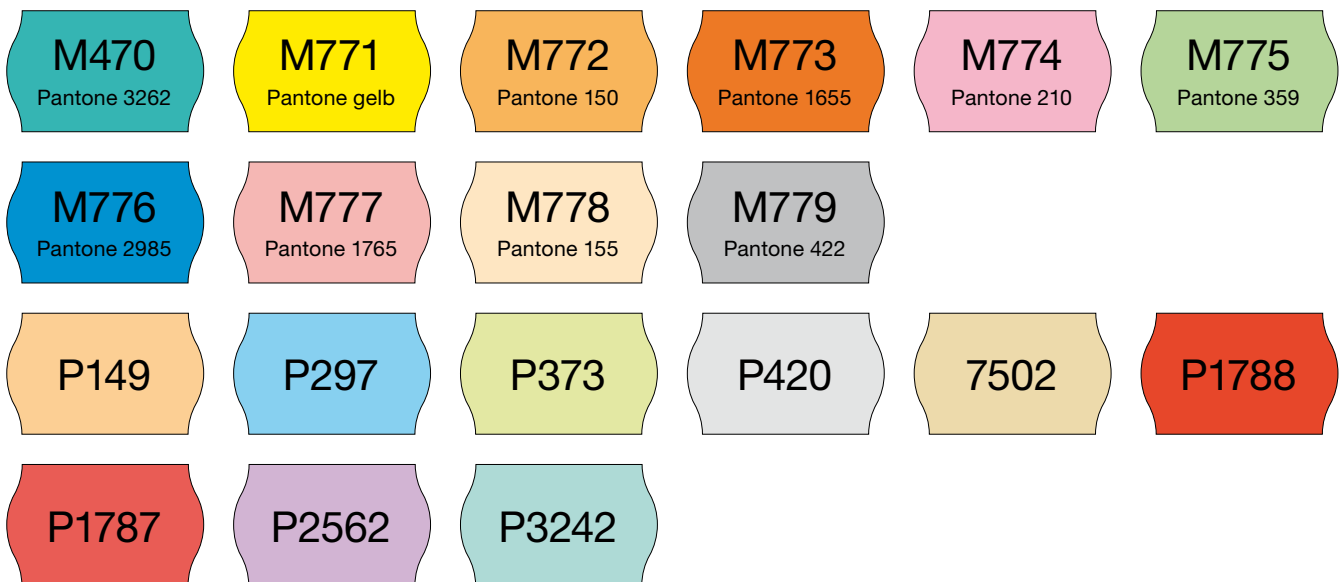 M470
Pantone 3262
M771
Pantone gelb
M772
Pantone 150
M773
Pantone 1655
M774
Pantone 210
M775
Pantone 359
M776
Pantone 2985
M777
Pantone 1765
M778
Pantone 155
M779
Pantone 422
P149
P297
P373
P420
7502
P1788
P1787
P2562
P3242